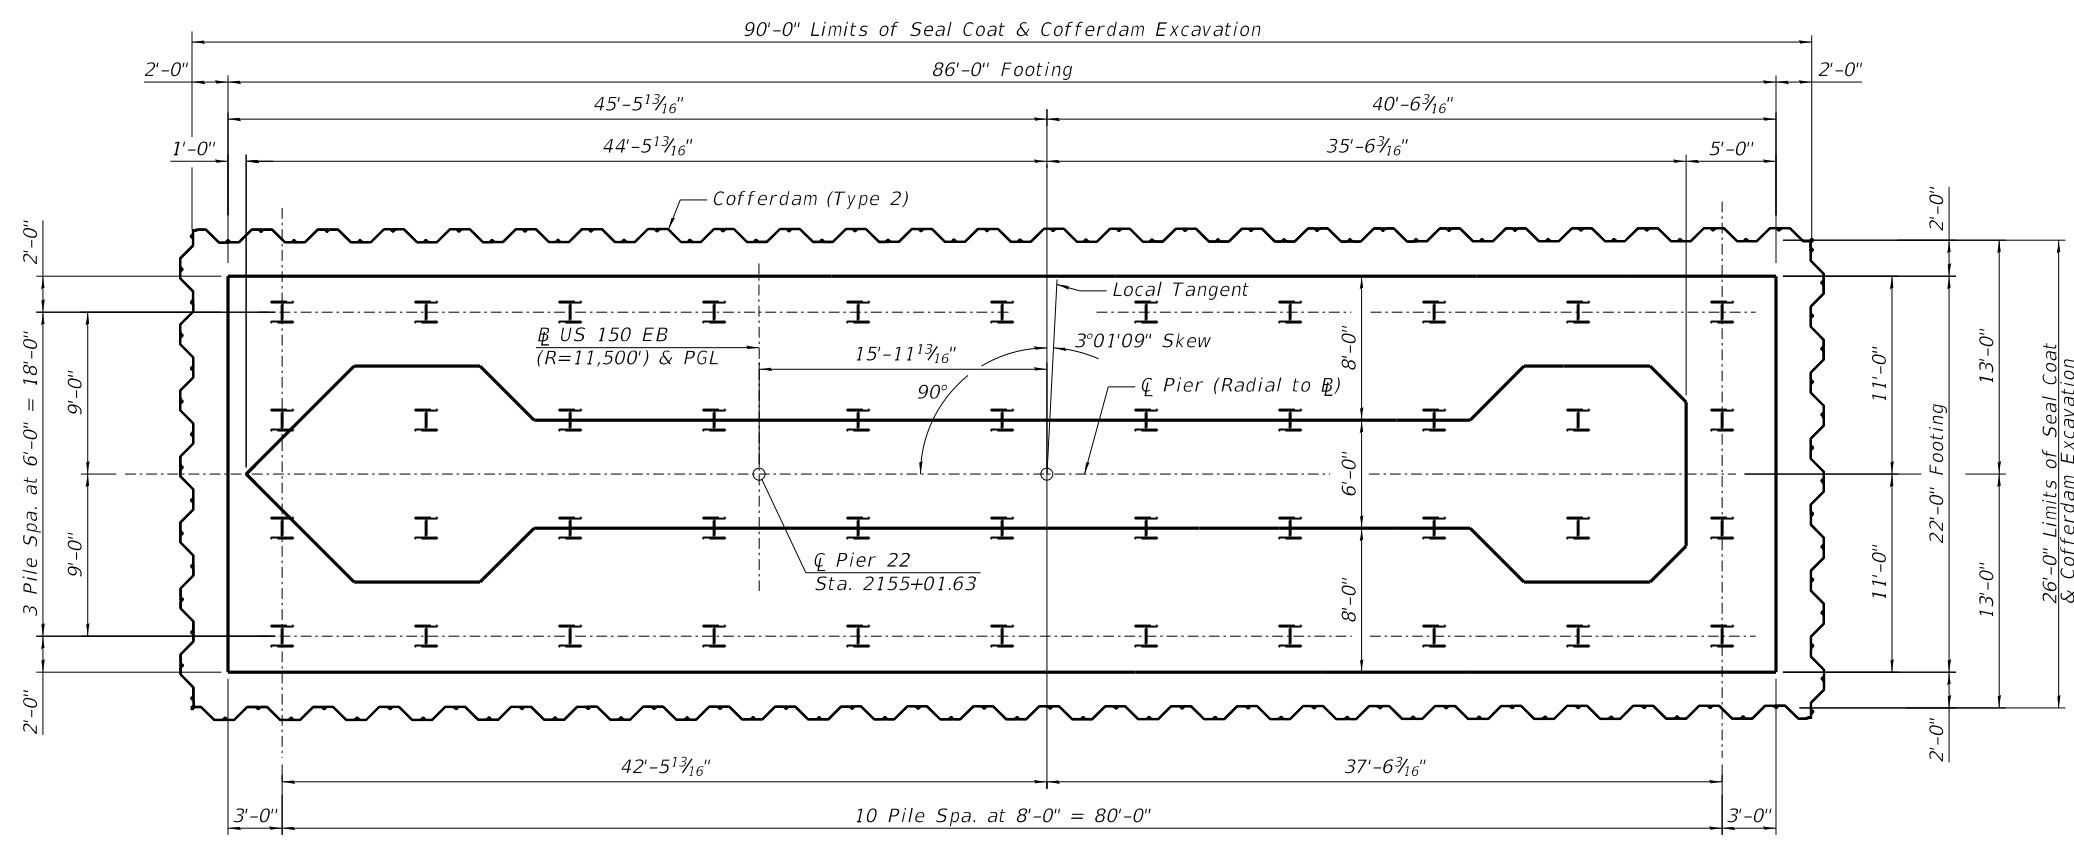 90'-0" Limits of Seal Coat & Cofferdam Excavation
2'-0"
86'-0" Footing
2'-0"
45'-5 13/16"
40'-6 3/16"
1'-0"
44'-5 13/16"
35'-6 3/16"
5'-0"
Cofferdam (Type 2)
2'-0"
3 Pile Spa. at 6'-0" = 18'-0"
2'-0"
9'-0"
9'-0"
Local Tangent
℄ US 150 EB
(R=11,500') & PGL
15'-11 13/16"
3°01'09" Skew
90°
℄ Pier (Radial to ℄)
℄ Pier 22
Sta. 2155+01.63
8'-0"
6'-0"
8'-0"
11'-0"
11'-0"
2'-0"
22'-0" Footing
2'-0"
13'-0"
13'-0"
26'-0" Limits of Seal Coat
& Cofferdam Excavation
42'-5 13/16"
37'-6 3/16"
3'-0"
10 Pile Spa. at 8'-0" = 80'-0"
3'-0"